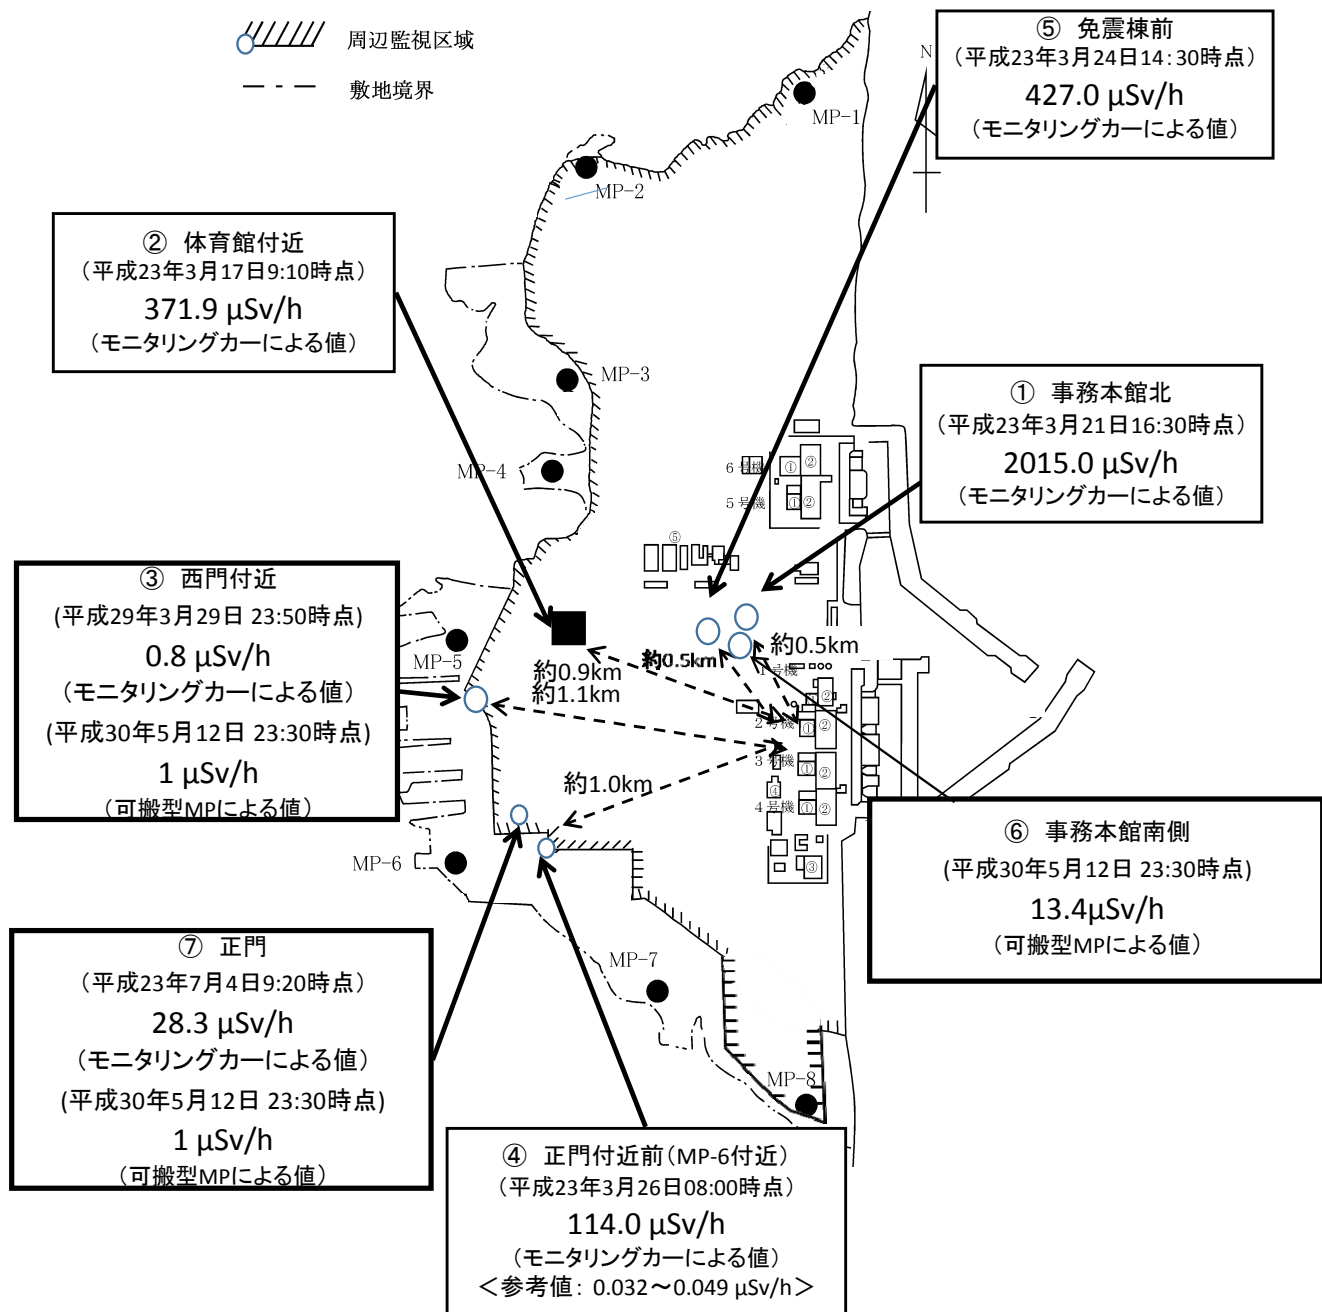 周辺監視区域
敷地境界
⑤ 免震棟前
（平成23年3月24日14:30時点）
427.0 μSv/h
（モニタリングカーによる値）
N
MP-1
MP-2
② 体育館付近
（平成23年3月17日9:10時点）
371.9 μSv/h
（モニタリングカーによる値）
MP-3
① 事務本館北
（平成23年3月21日16:30時点）
2015.0 μSv/h
（モニタリングカーによる値）
MP-4
6号機
① ②
5号機
① ②
⑤
③ 西門付近
(平成29年3月29日 23:50時点)
0.8 μSv/h
（モニタリングカーによる値）
(平成30年5月12日 23:30時点)
1 μSv/h
（可搬型MPによる値）
MP-5
約0.9km
約1.1km
約0.5km
約0.5km
1号機
②
2号機
① ②
3号機
① ②
④
4号機
① ②
③
約1.0km
MP-6
⑥ 事務本館南側
(平成30年5月12日 23:30時点)
13.4μSv/h
（可搬型MPによる値）
⑦ 正門
（平成23年7月4日9:20時点）
28.3 μSv/h
（モニタリングカーによる値）
(平成30年5月12日 23:30時点)
1 μSv/h
（可搬型MPによる値）
MP-7
MP-8
④ 正門付近前（MP-6付近）
（平成23年3月26日08:00時点）
114.0 μSv/h
（モニタリングカーによる値）
＜参考値: 0.032～0.049 μSv/h＞